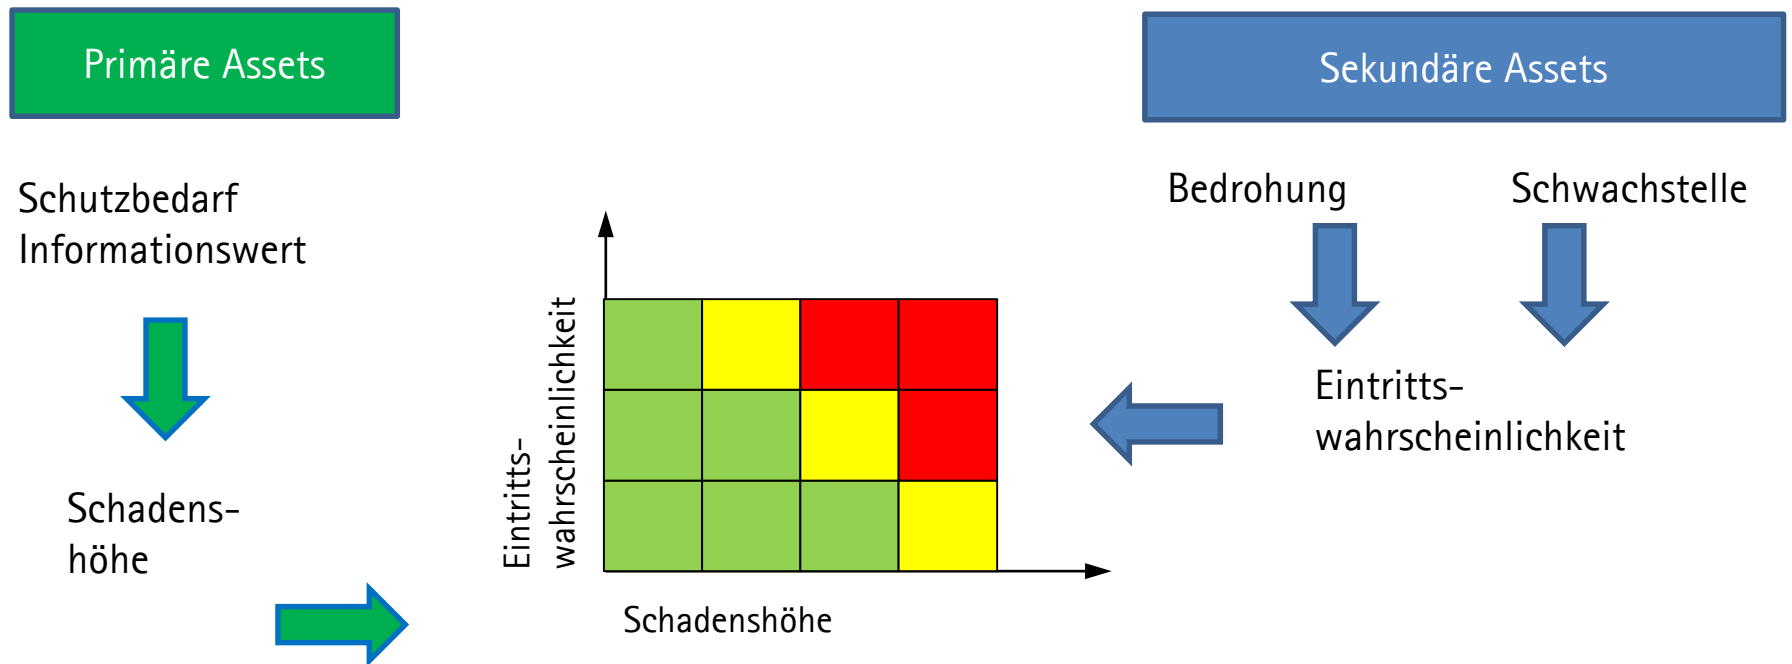 Primäre Assets
Sekundäre Assets
Schutzbedarf
Informationswert
Bedrohung
Schwachstelle
Eintritts-
wahrscheinlichkeit
Schadens-
höhe
Eintritts-
wahrscheinlichkeit
Schadenshöhe